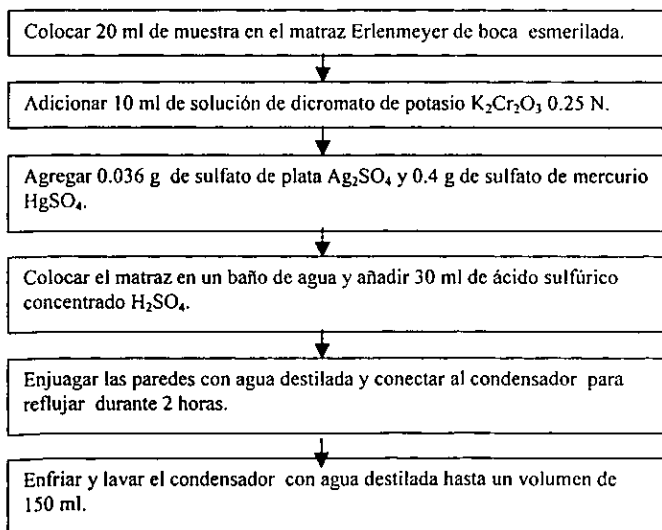 Colocar 20 ml de muestra en el matraz Erlenmeyer de boca esmerilada.
Adicionar 10 ml de solución de dicromato de potasio K₂Cr₂O₃ 0.25 N.
Agregar 0.036 g de sulfato de plata Ag₂SO₄ y 0.4 g de sulfato de mercurio
HgSO₄.
Colocar el matraz en un baño de agua y añadir 30 ml de ácido sulfúrico
concentrado H₂SO₄.
Enjuagar las paredes con agua destilada y conectar al condensador para
reflujar durante 2 horas.
Enfriar y lavar el condensador con agua destilada hasta un volumen de
150 ml.